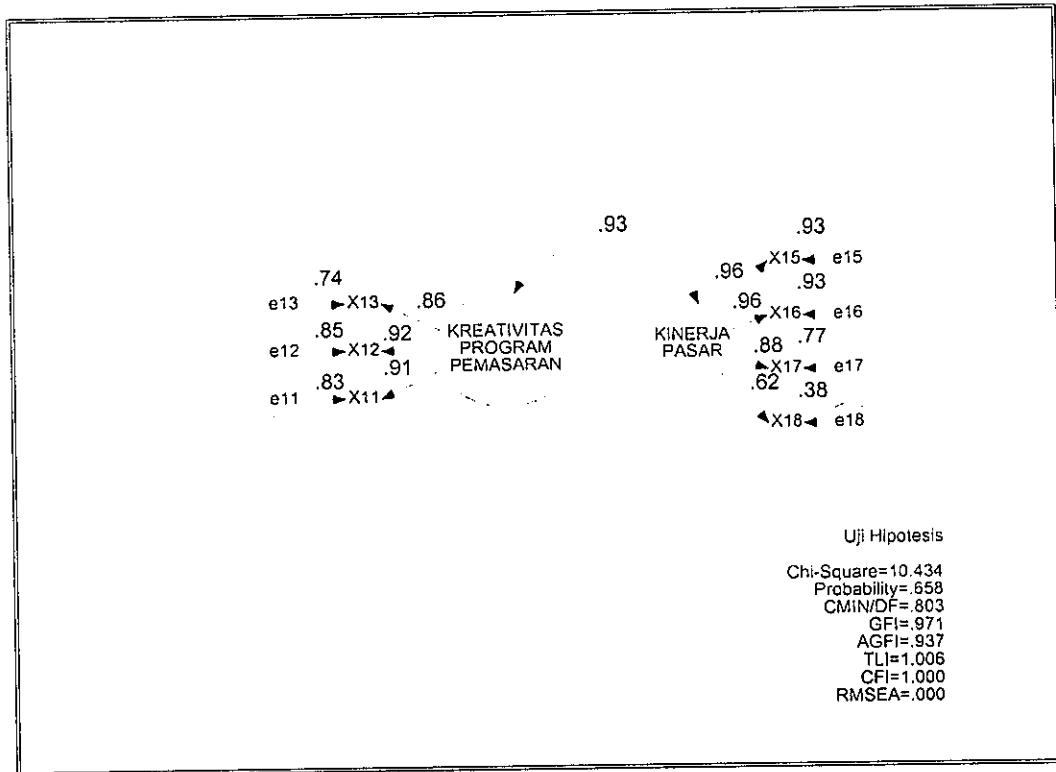 .93
.93
X15 e15
.96
.93
.74
e13 X13 .86
.96 X16 e16
.85 .92 KREATIVITAS KINERJA .88 .77
e12 X12 PROGRAM PASAR
.83 .91 PEMASARAN X17 e17
.62 .38
e11 X11
X18 e18
Uji Hipotesis
Chi-Square=10.434
Probability=.658
CMIN/DF=.803
GFI=.971
AGFI=.937
TLI=1.006
CFI=1.000
RMSEA=.000